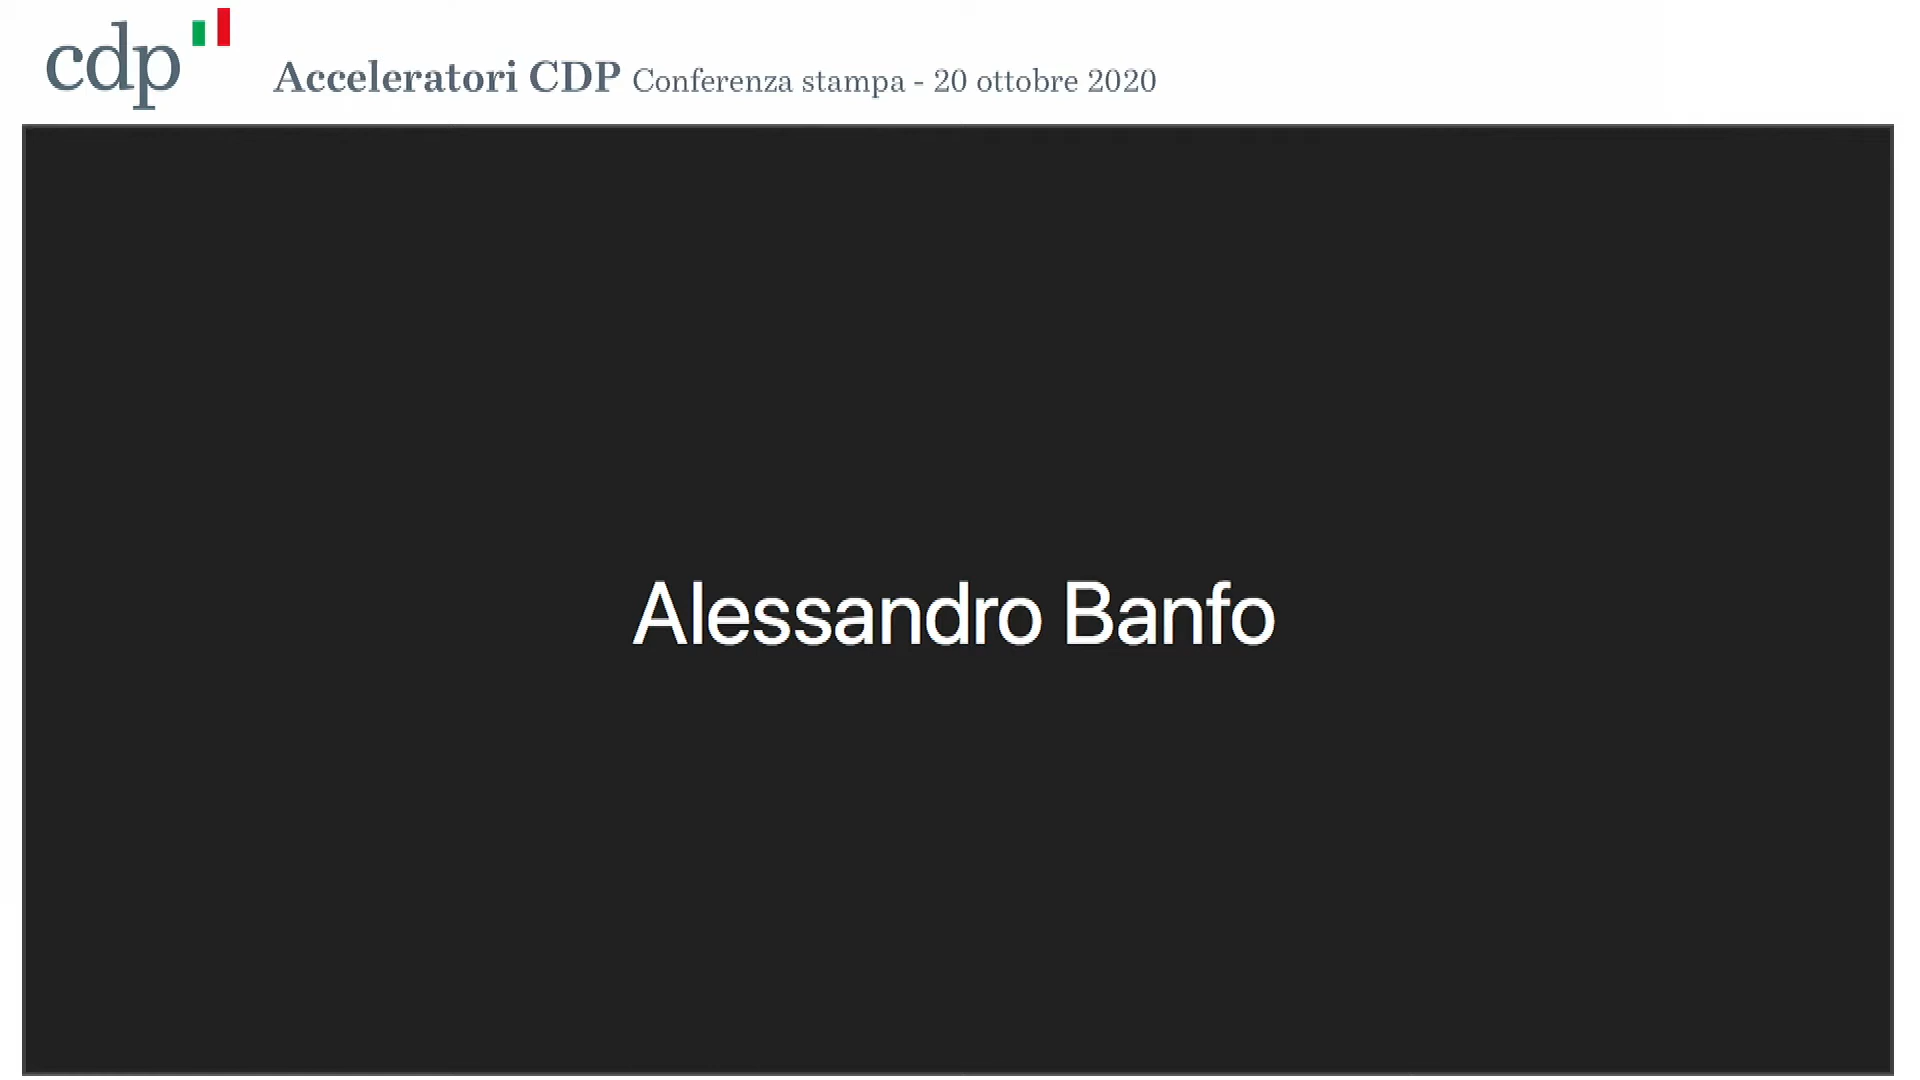 cdp
Acceleratori CDP Conferenza stampa - 20 ottobre 2020
Alessandro Banfo